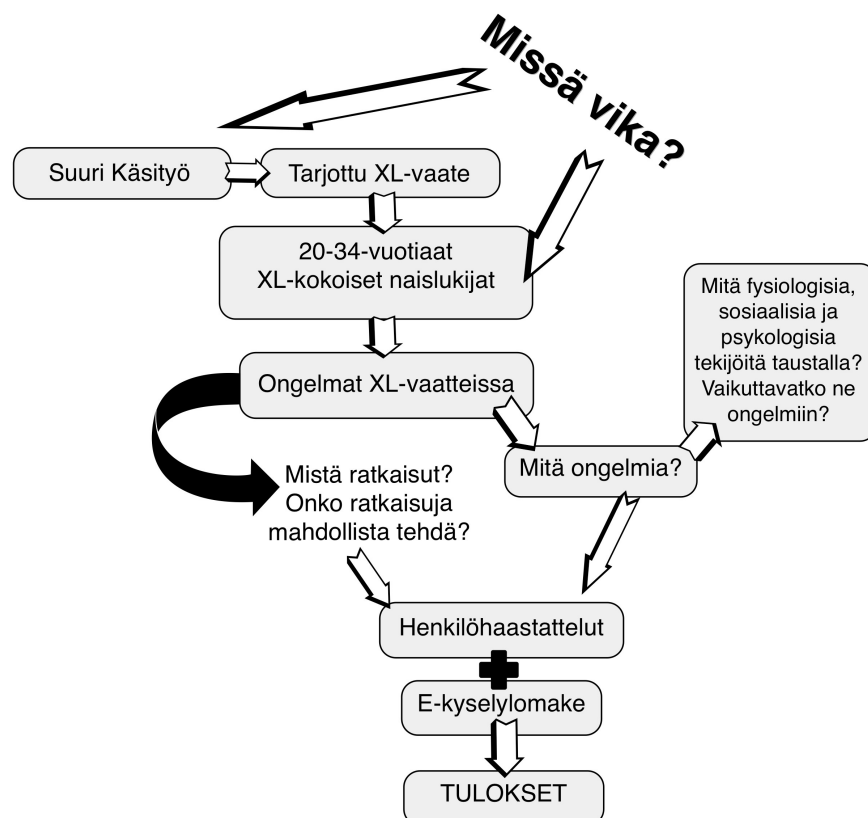 Missä vika?
Suuri Käsityö
Tarjottu XL-vaate
20-34-vuotiaat
XL-kokoiset naislukijat
Mitä fysiologisia,
sosiaalisia ja
psykologisia
tekijöitä taustalla?
Vaikuttavatko ne
ongelmiin?
Ongelmat XL-vaatteissa
Mitä ongelmia?
Mistä ratkaisut?
Onko ratkaisuja
mahdollista tehdä?
Henkilöhaastattelut
E-kyselylomake
TULOKSET